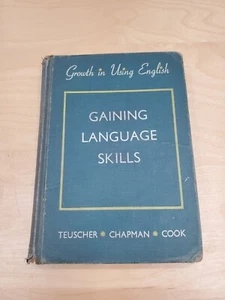 Growth in Using English
GAINING
LANGUAGE
SKILLS
TEUSCHER * CHAPMAN * COOK